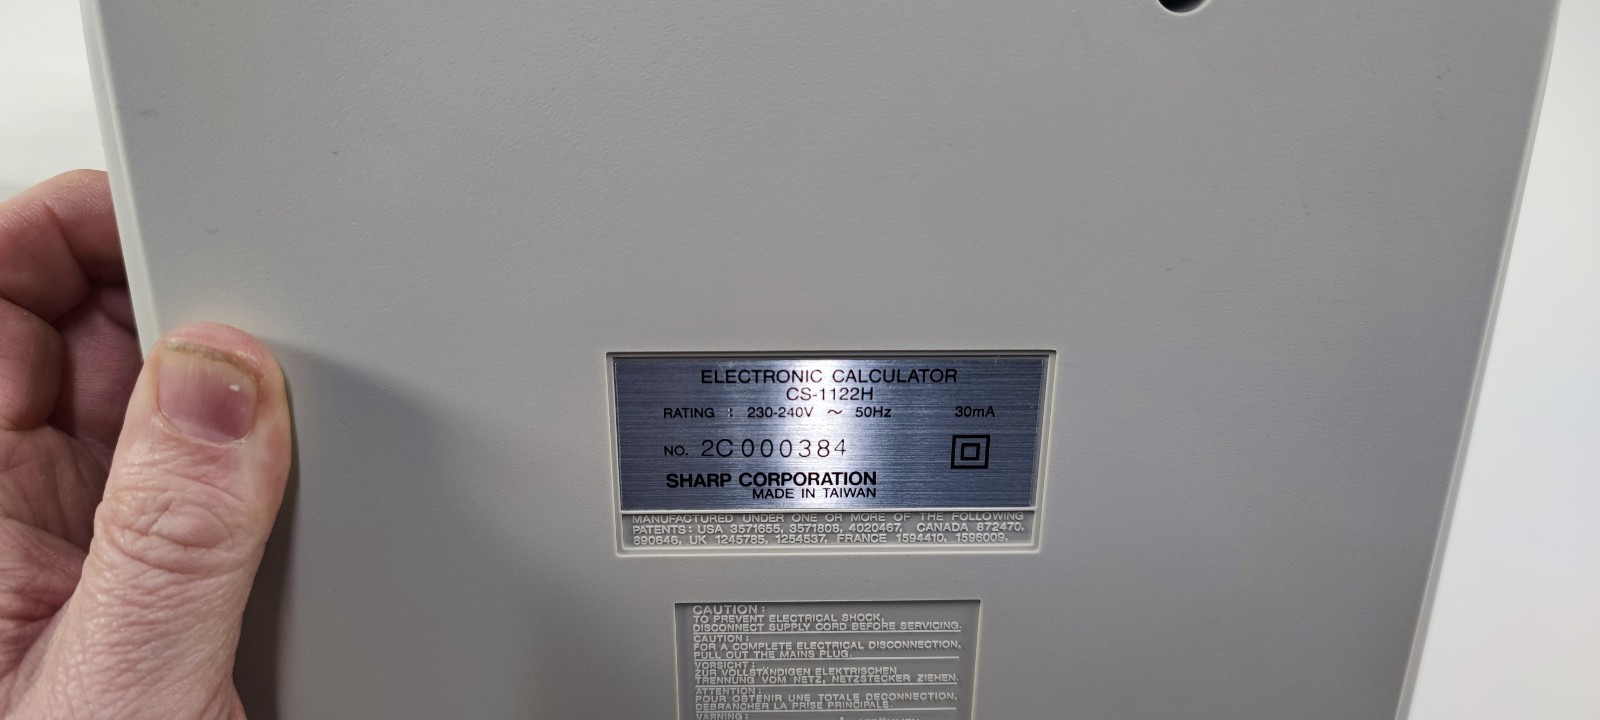 ELECTRONIC CALCULATOR
CS-1122H
RATING : 230-240V ~ 50Hz 30mA
NO. 2C000384
SHARP CORPORATION
MADE IN TAIWAN
MANUFACTURED UNDER ONE OR MORE OF THE FOLLOWING
PATENTS: USA 3571655, 3571808, 4020467, CANADA 872470,
890646, UK 1245785, 1254537, FRANCE 1594410, 1596009.
CAUTION:
TO PREVENT ELECTRICAL SHOCK,
DISCONNECT SUPPLY CORD BEFORE SERVICING.
CAUTION:
FOR A COMPLETE ELECTRICAL DISCONNECTION,
PULL OUT THE MAINS PLUG.
VORSICHT:
ZUR VOLLSTÄNDIGEN ELEKTRISCHEN
TRENNUNG VOM NETZ, NETZSTECKER ZIEHEN.
ATTENTION:
POUR OBTENIR UNE TOTALE DECONNECTION,
DEBRANCHER LA PRISE PRINCIPALE.
VARNING: